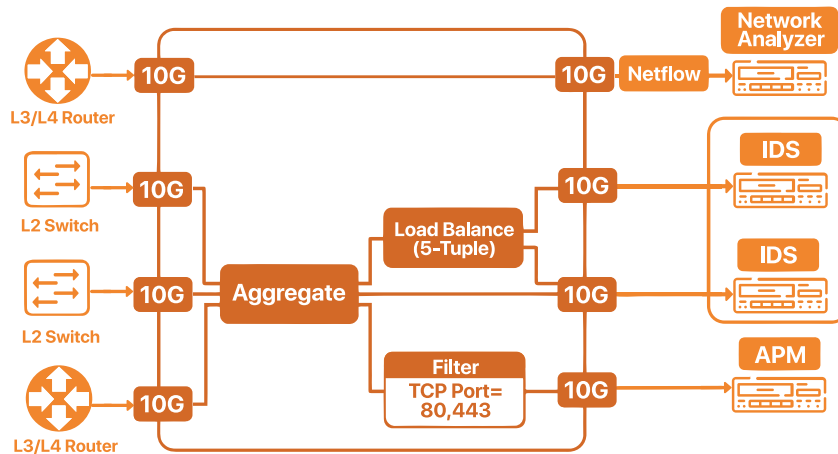 L3/L4 Router
10G
10G
Netflow
Network
Analyzer
L2 Switch
10G
10G
IDS
Load Balance
(5-Tuple)
L2 Switch
10G
Aggregate
10G
IDS
L3/L4 Router
10G
Filter
TCP Port=
80,443
10G
APM